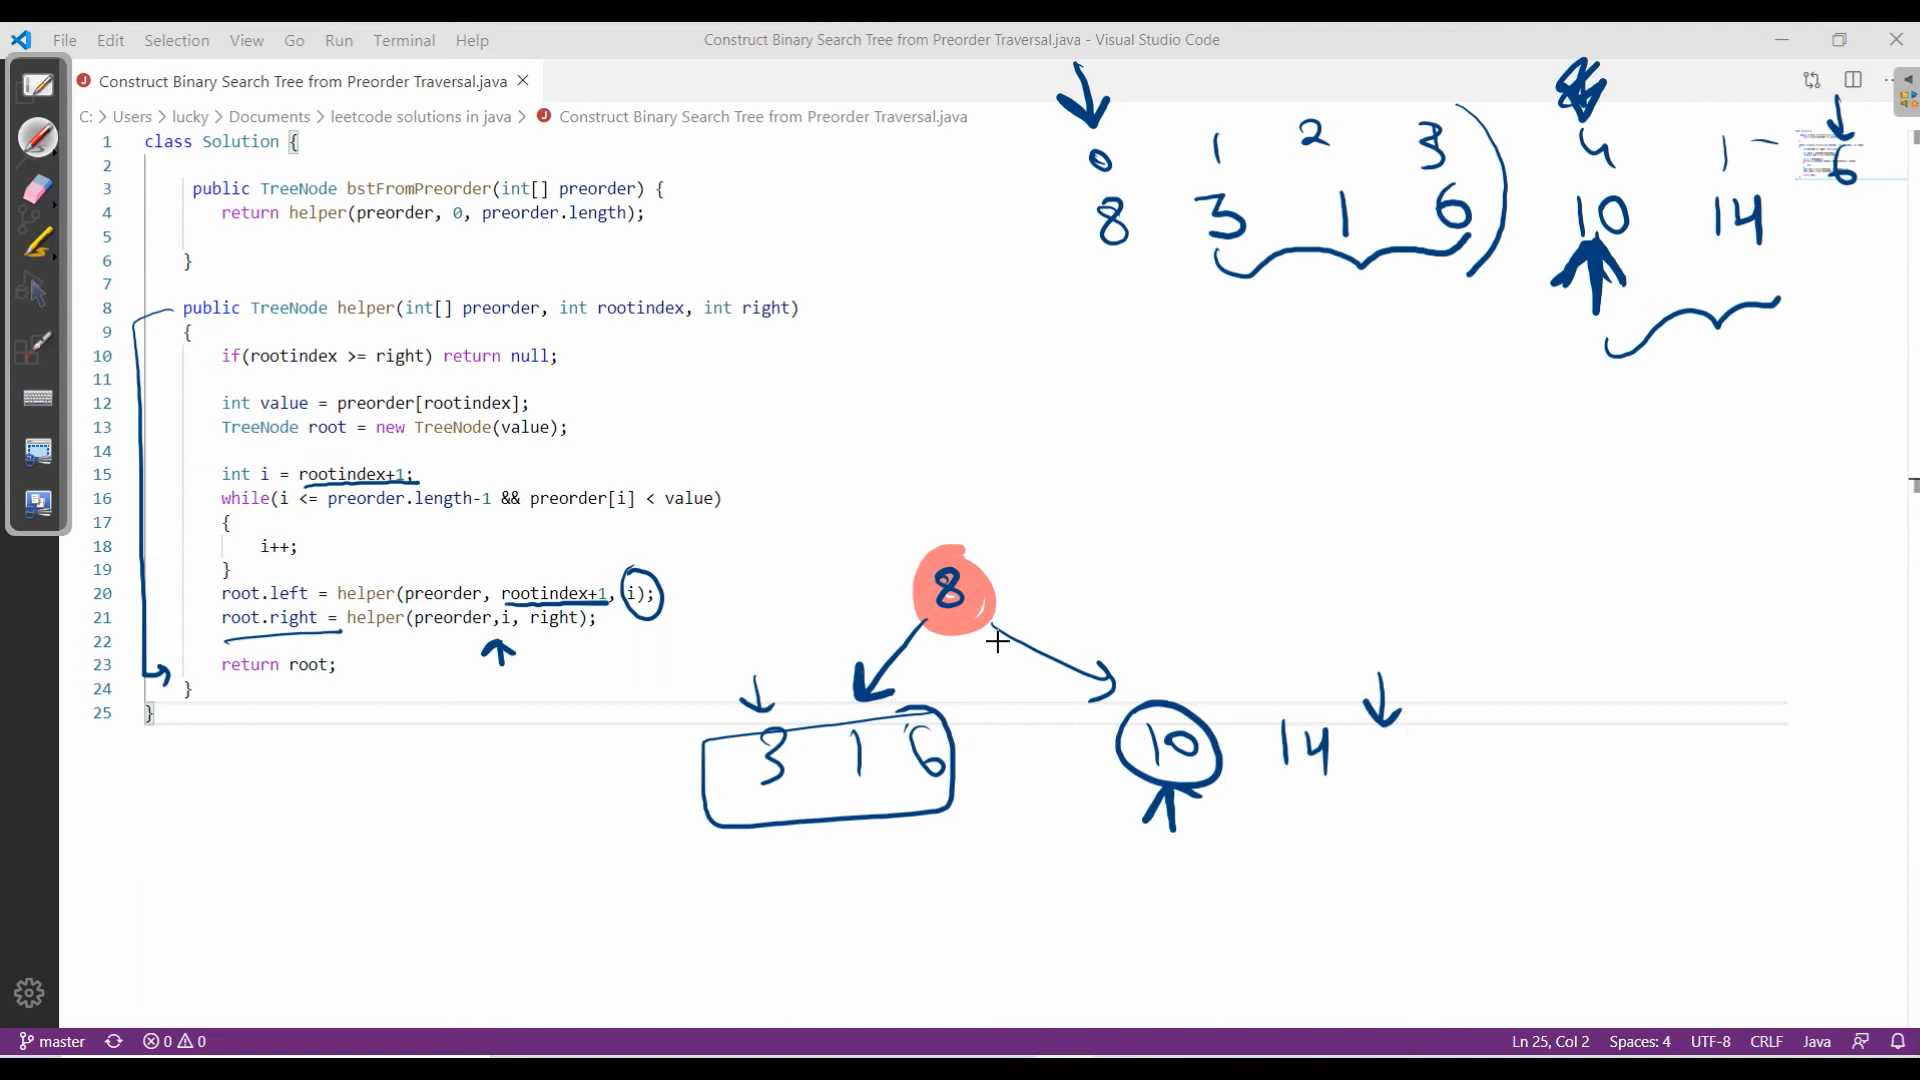 File Edit Selection View Go Run Terminal Help
Construct Binary Search Tree from Preorder Traversal.java - Visual Studio Code
Construct Binary Search Tree from Preorder Traversal.java
C: > Users > lucky > Documents > leetcode solutions in java > Construct Binary Search Tree from Preorder Traversal.java
1 class Solution {
2
3 public TreeNode bstFromPreorder(int[] preorder) {
4 return helper(preorder, 0, preorder.length);
5
6 }
7
8 public TreeNode helper(int[] preorder, int rootindex, int right)
9 {
10 if(rootindex >= right) return null;
11
12 int value = preorder[rootindex];
13 TreeNode root = new TreeNode(value);
14
15 int i = rootindex+1;
16 while(i <= preorder.length-1 && preorder[i] < value)
17 {
18 i++;
19 }
20 root.left = helper(preorder, rootindex+1, i);
21 root.right = helper(preorder,i, right);
22
23 return root;
24 }
25 }
0 1 2 3 4 6
8 3 1 6 10 14
8
3 1 6 10 14
master 0 0
Ln 25, Col 2 Spaces: 4 UTF-8 CRLF Java